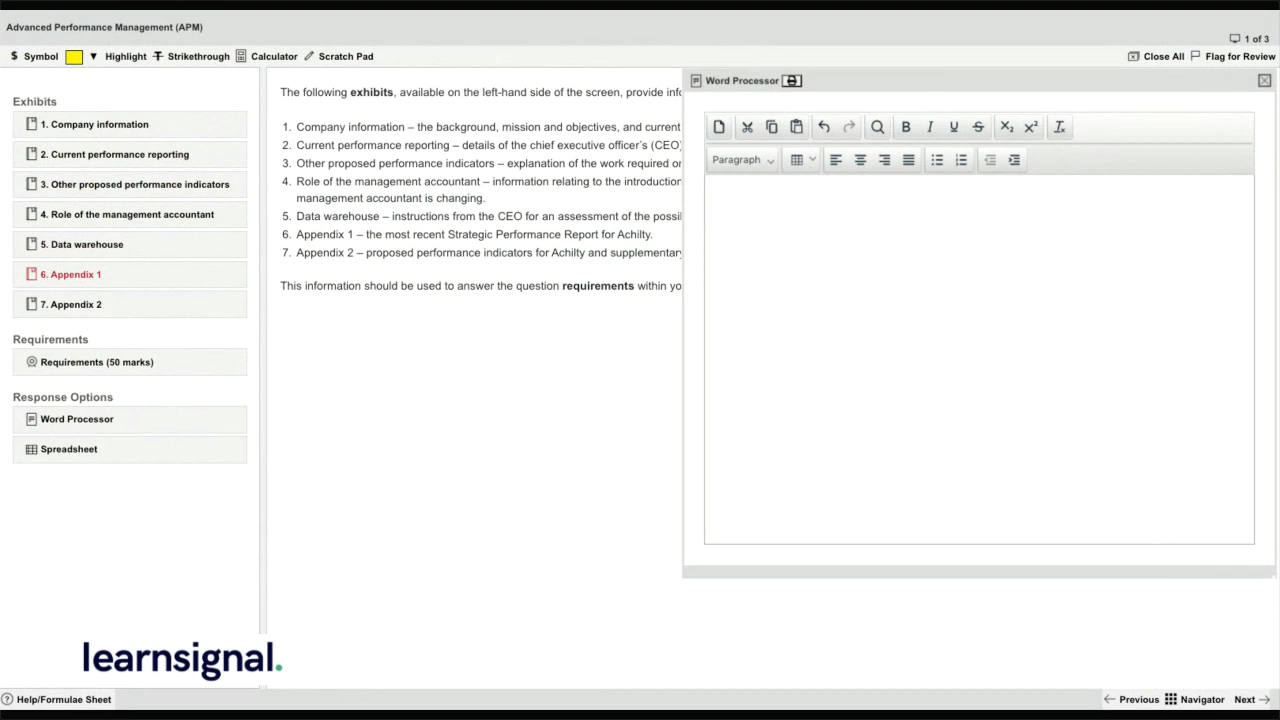 Advanced Performance Management (APM)
1 of 3
$ Symbol Highlight Strikethrough Calculator Scratch Pad Close All Flag for Review
Exhibits
1. Company information
2. Current performance reporting
3. Other proposed performance indicators
4. Role of the management accountant
5. Data warehouse
6. Appendix 1
7. Appendix 2
Requirements
Requirements (50 marks)
Response Options
Word Processor
Spreadsheet
The following exhibits, available on the left-hand side of the screen, provide info
1. Company information – the background, mission and objectives, and current
2. Current performance reporting – details of the chief executive officer's (CEO)
3. Other proposed performance indicators – explanation of the work required on
4. Role of the management accountant – information relating to the introduction
management accountant is changing.
5. Data warehouse – instructions from the CEO for an assessment of the possil
6. Appendix 1 – the most recent Strategic Performance Report for Achilty.
7. Appendix 2 – proposed performance indicators for Achilty and supplementary
This information should be used to answer the question requirements within yo
Word Processor
B I U S X₂ X² Tx
Paragraph
learnsignal.
? Help/Formulae Sheet
Previous Navigator Next